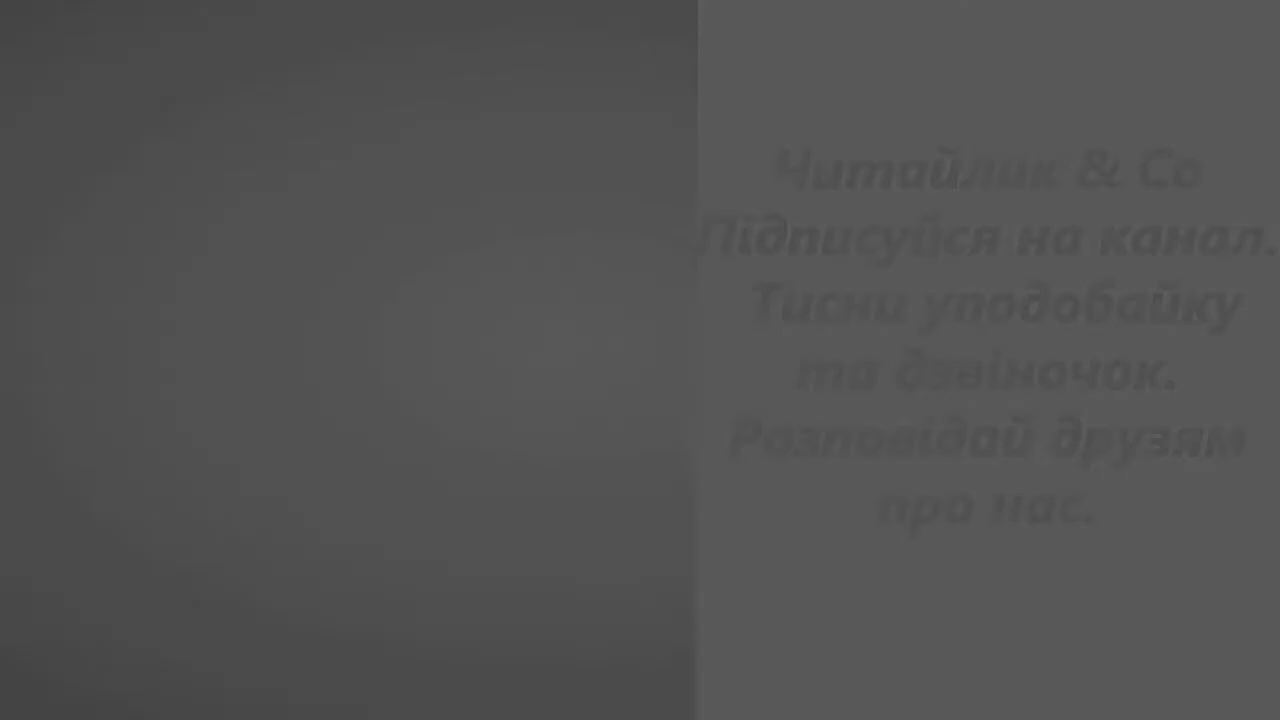 Читайлик & Co
Підписуйся на канал.
Тисни уподобайку
та дзвіночок.
Розповідай друзям
про нас.